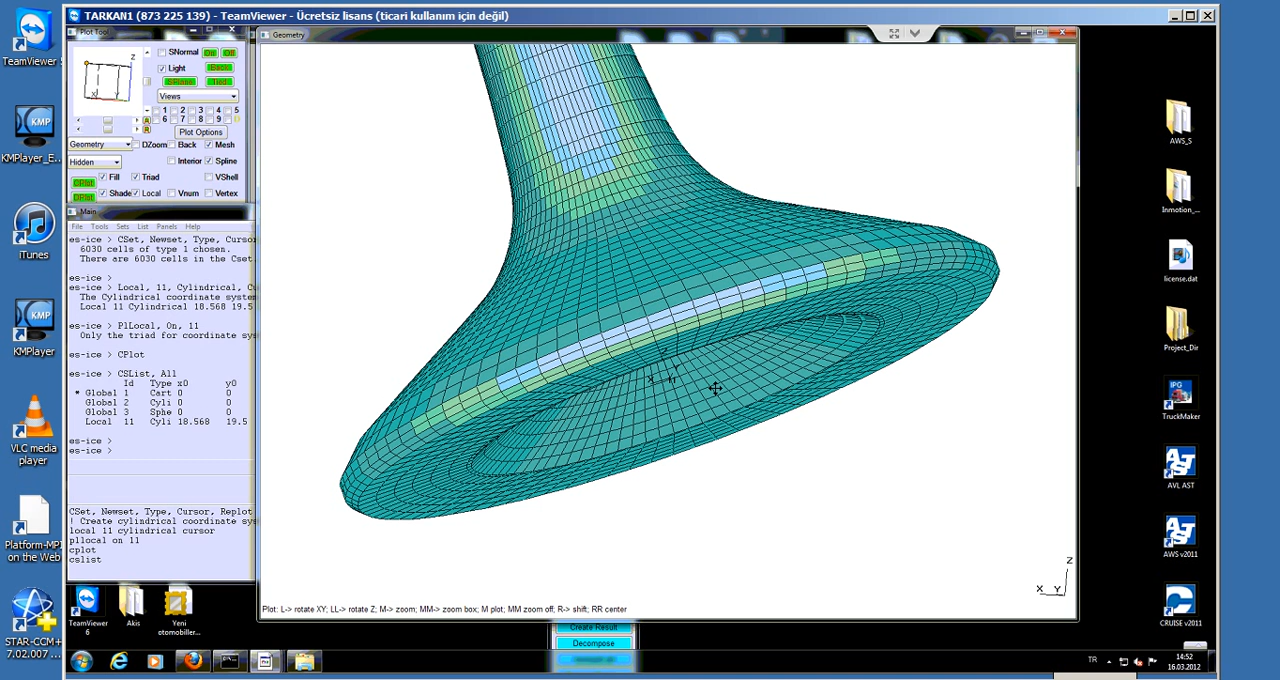 TARKAN1 (873 225 139) - TeamViewer - Ücretsiz lisans (ticari kullanım için değil)
TeamViewer
KMPlayer_E...
iTunes
KMPlayer
VLC media
player
Platform-MPI
on the Web
STAR-CCM+
7.02.007 ...
Plot Tool
SNormal
Light
Back
Views
1 2 3 4 5
6 7 8 9
Plot Options
Geometry
DZoom
Back
Mesh
Hidden
Interior
Spline
Fill
Triad
VShell
CPlot
Shade
Local
Vnum
Vertex
Z
Main
File Tools Sets List Panels Help
es-ice > CSet, Newset, Type, Cursor
6030 cells of type 1 chosen.
There are 6030 cells in the Cset.
es-ice >
es-ice > Local, 11, Cylindrical, Cu
The Cylindrical coordinate system
Local 11 Cylindrical 18.568 19.5
es-ice > PlLocal, On, 11
Only the triad for coordinate sys
es-ice > CPlot
es-ice > CSList, All
Id Type x0 y0
* Global 1 Cart 0 0
Global 2 Cyli 0 0
Global 3 Sphe 0 0
Local 11 Cyli 18.568 19.5
es-ice >
es-ice >
CSet, Newset, Type, Cursor, Replot
! Create cylindrical coordinate sys
local 11 cylindrical cursor
pllocal on 11
cplot
cslist
Geometry
X
Z
X Y
Plot: L-> rotate XY; LL-> rotate Z; M-> zoom; MM-> zoom box; M plot; MM zoom off; R-> shift; RR center
Create Result
Decompose
TeamViewer
6
Akis
Yeni
otomobiller...
AWS_S
Inmotion_...
license.dat
Project_Dir
IPG
TruckMaker
AST
AVL AST
AWS v2011
CRUISE v2011
TR
14:52
16.03.2012